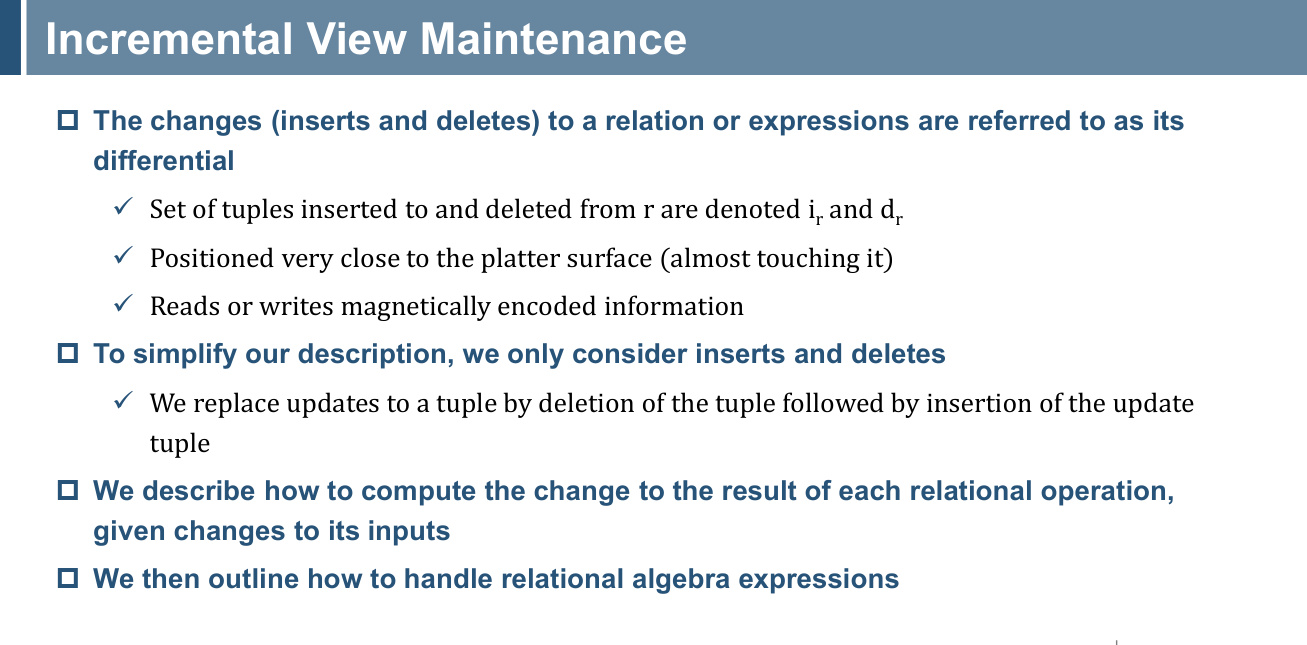 Incremental View Maintenance
The changes (inserts and deletes) to a relation or expressions are referred to as its
differential
Set of tuples inserted to and deleted from r are denoted iᵣ and dᵣ
Positioned very close to the platter surface (almost touching it)
Reads or writes magnetically encoded information
To simplify our description, we only consider inserts and deletes
We replace updates to a tuple by deletion of the tuple followed by insertion of the update
tuple
We describe how to compute the change to the result of each relational operation,
given changes to its inputs
We then outline how to handle relational algebra expressions